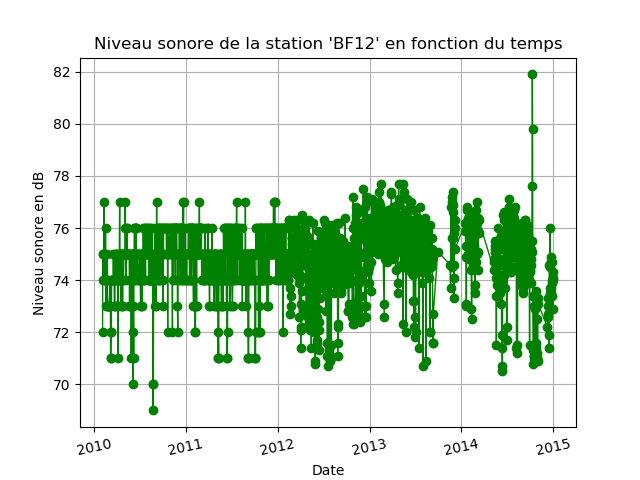 Niveau sonore de la station 'BF12' en fonction du temps
82
80
78
76
74
72
70
Niveau sonore en dB
2010 2011 2012 2013 2014 2015
Date